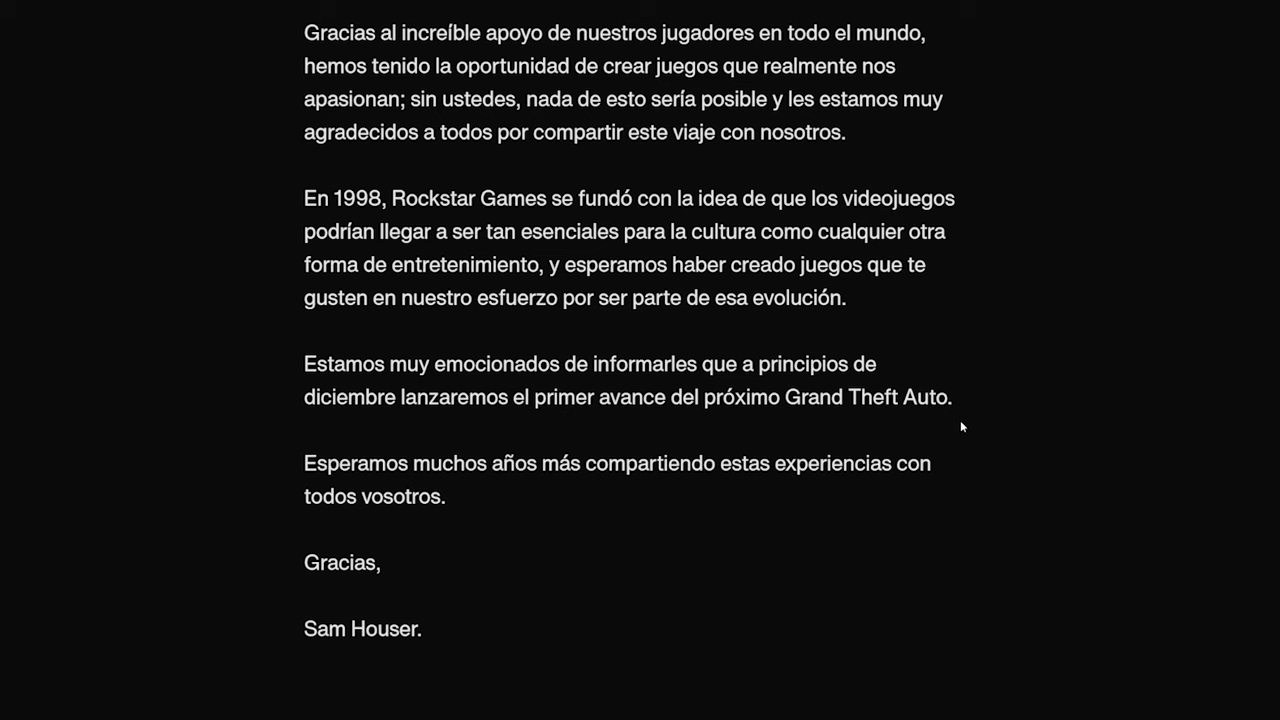 Gracias al increíble apoyo de nuestros jugadores en todo el mundo,
hemos tenido la oportunidad de crear juegos que realmente nos
apasionan; sin ustedes, nada de esto sería posible y les estamos muy
agradecidos a todos por compartir este viaje con nosotros.
En 1998, Rockstar Games se fundó con la idea de que los videojuegos
podrían llegar a ser tan esenciales para la cultura como cualquier otra
forma de entretenimiento, y esperamos haber creado juegos que te
gusten en nuestro esfuerzo por ser parte de esa evolución.
Estamos muy emocionados de informarles que a principios de
diciembre lanzaremos el primer avance del próximo Grand Theft Auto.
Esperamos muchos años más compartiendo estas experiencias con
todos vosotros.
Gracias,
Sam Houser.